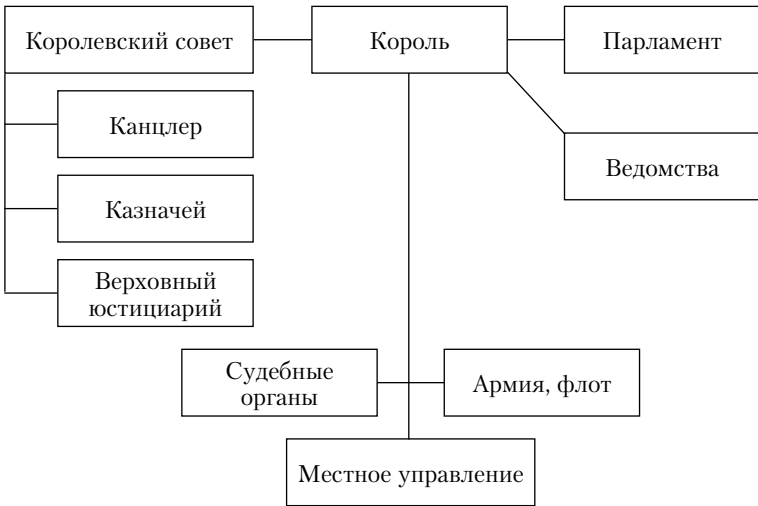 Королевский совет
Король
Парламент
Канцлер
Ведомства
Казначей
Верховный
юстициарий
Судебные
органы
Армия, флот
Местное управление